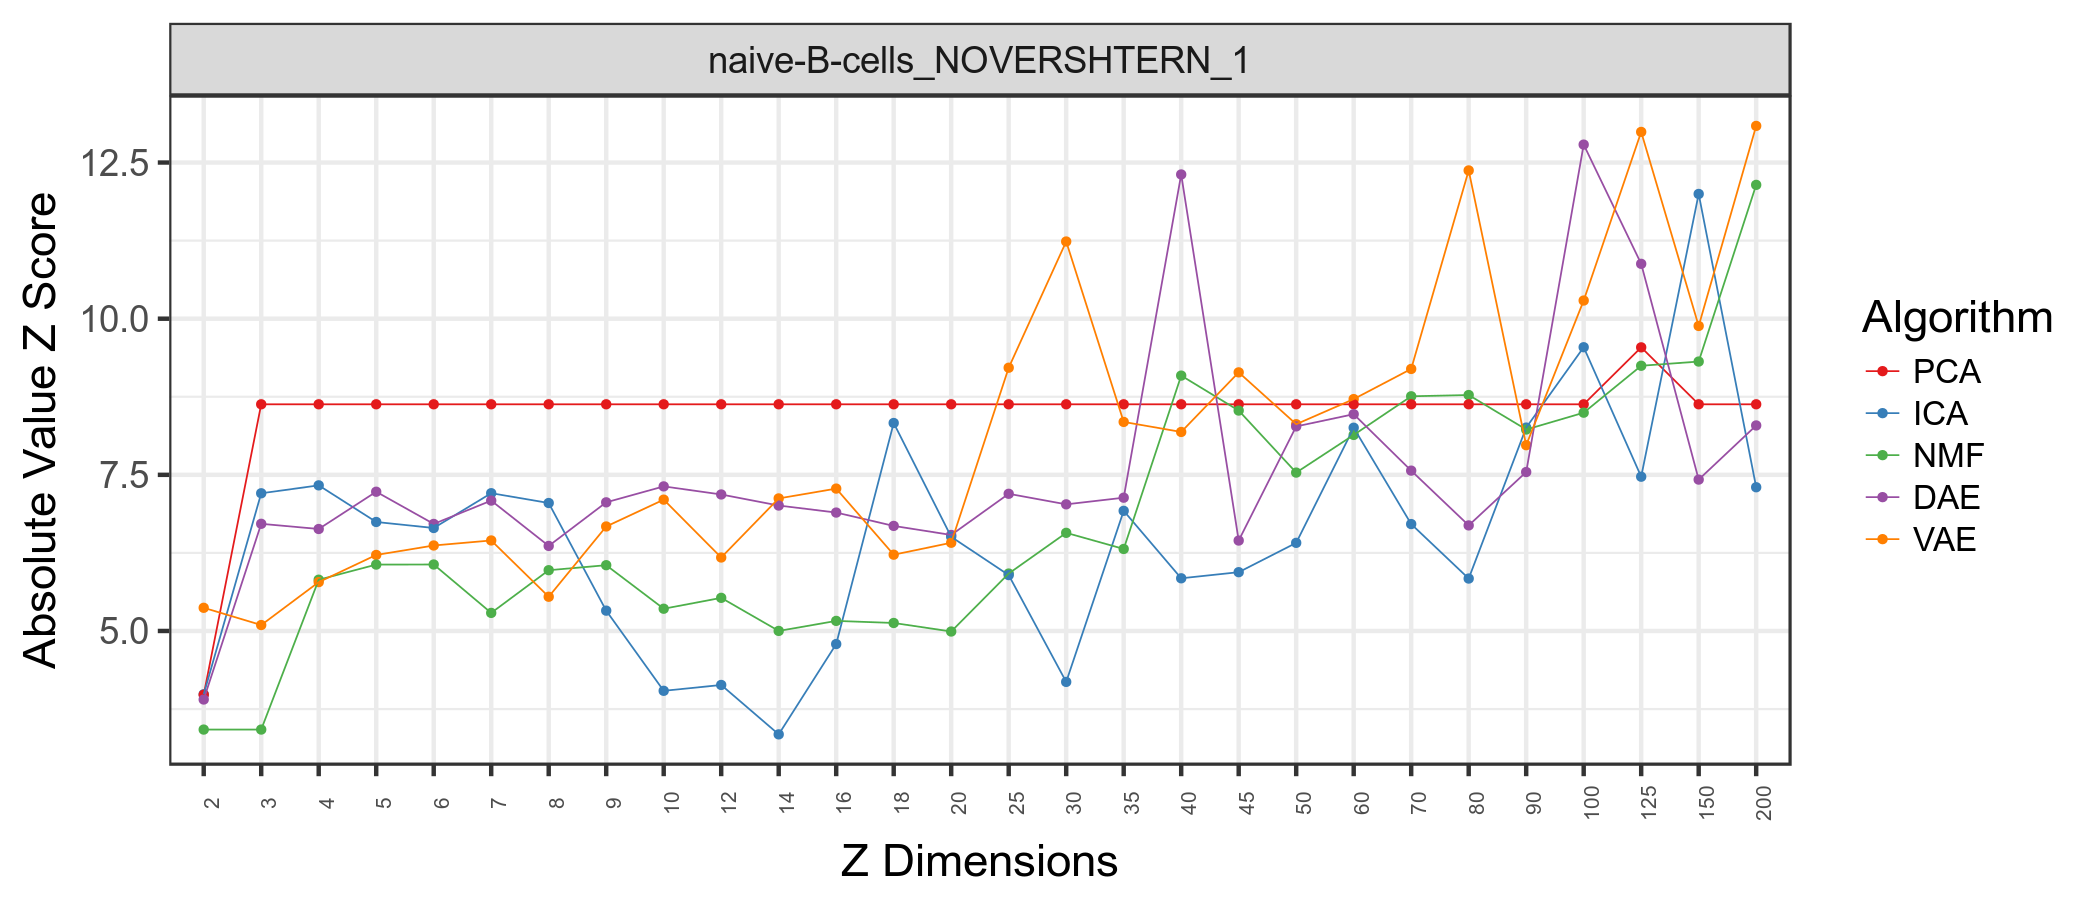 naive-B-cells_NOVERSHTERN_1
Absolute Value Z Score
12.5
10.0
7.5
5.0
2 3 4 5 6 7 8 9 10 12 14 16 18 20 25 30 35 40 45 50 60 70 80 90 100 125 150 200
Z Dimensions
Algorithm
PCA
ICA
NMF
DAE
VAE